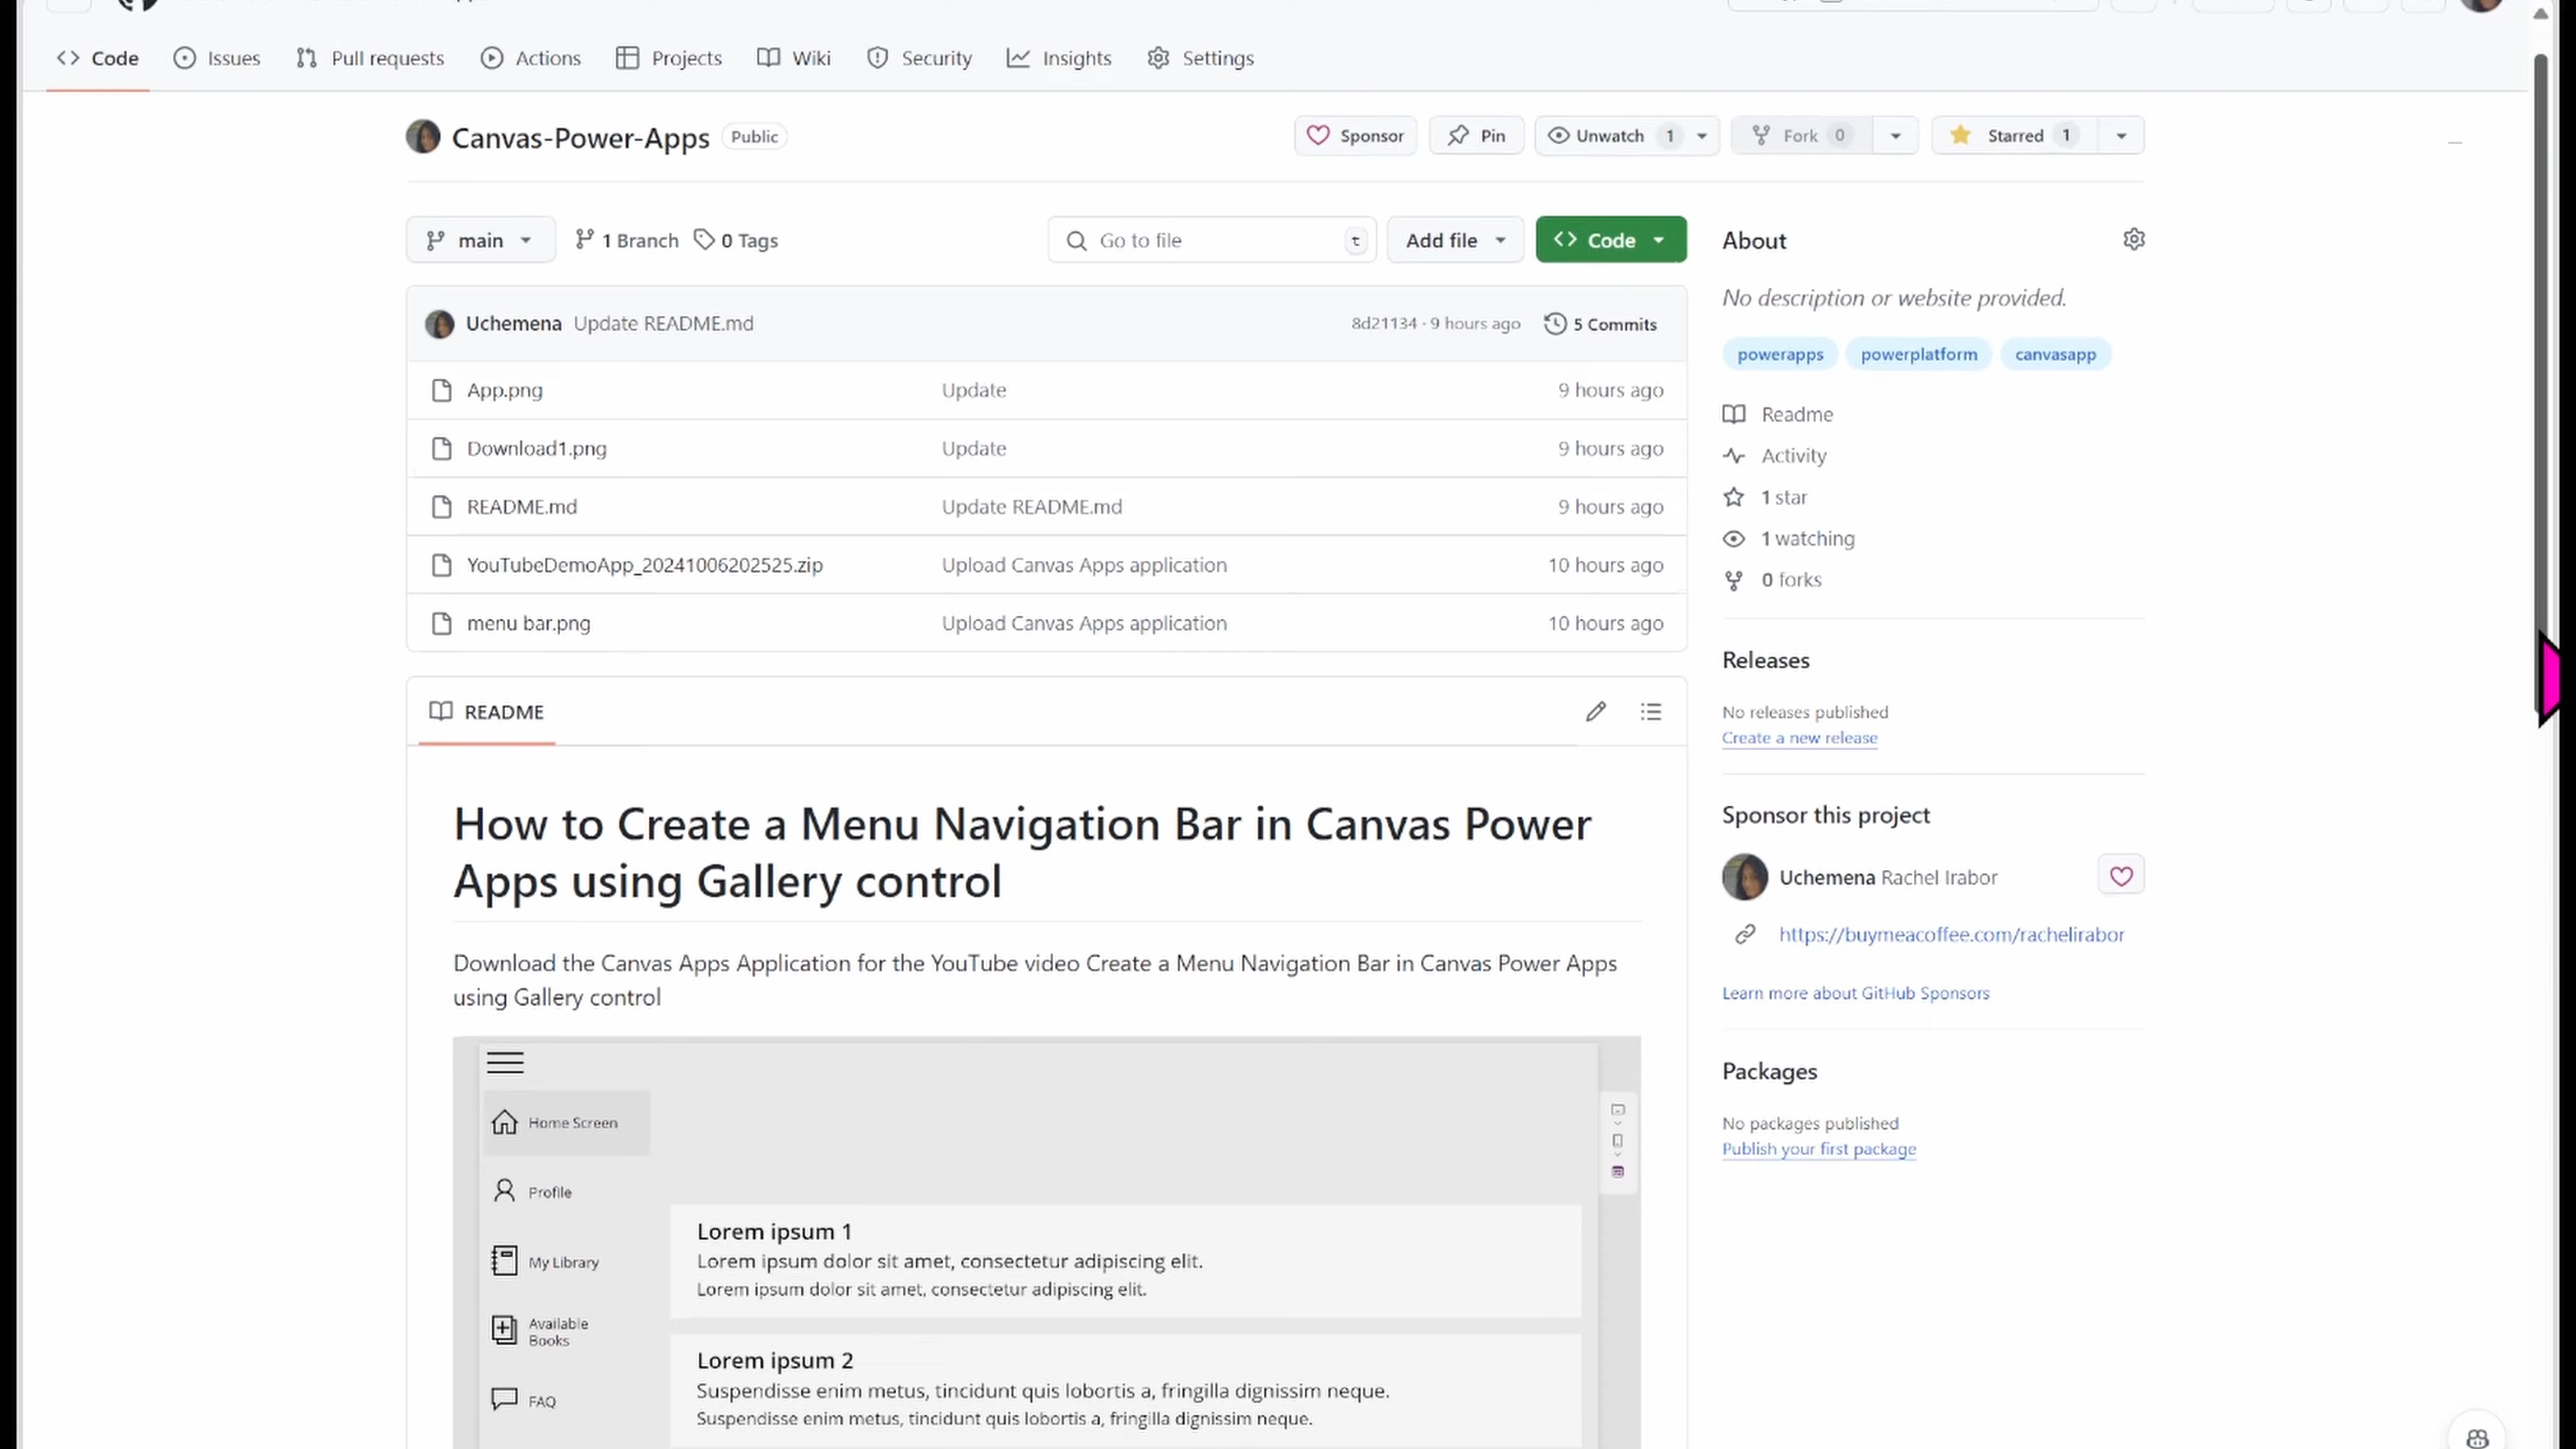 Code Issues Pull requests Actions Projects Wiki Security Insights Settings
Canvas-Power-Apps Public
Sponsor Pin Unwatch 1 Fork 0 Starred 1
main 1 Branch 0 Tags Go to file t Add file Code
Uchemena Update README.md 8d21134 · 9 hours ago 5 Commits
App.png Update 9 hours ago
Download1.png Update 9 hours ago
README.md Update README.md 9 hours ago
YouTubeDemoApp_20241006202525.zip Upload Canvas Apps application 10 hours ago
menu bar.png Upload Canvas Apps application 10 hours ago
README
How to Create a Menu Navigation Bar in Canvas Power
Apps using Gallery control
Download the Canvas Apps Application for the YouTube video Create a Menu Navigation Bar in Canvas Power Apps
using Gallery control
Home Screen
Profile
My Library
Available
Books
FAQ
Lorem ipsum 1
Lorem ipsum dolor sit amet, consectetur adipiscing elit.
Lorem ipsum dolor sit amet, consectetur adipiscing elit.
Lorem ipsum 2
Suspendisse enim metus, tincidunt quis lobortis a, fringilla dignissim neque.
Suspendisse enim metus, tincidunt quis lobortis a, fringilla dignissim neque.
About
No description or website provided.
powerapps powerplatform canvasapp
Readme
Activity
1 star
1 watching
0 forks
Releases
No releases published
Create a new release
Sponsor this project
Uchemena Rachel Irabor
https://buymeacoffee.com/rachelirabor
Learn more about GitHub Sponsors
Packages
No packages published
Publish your first package